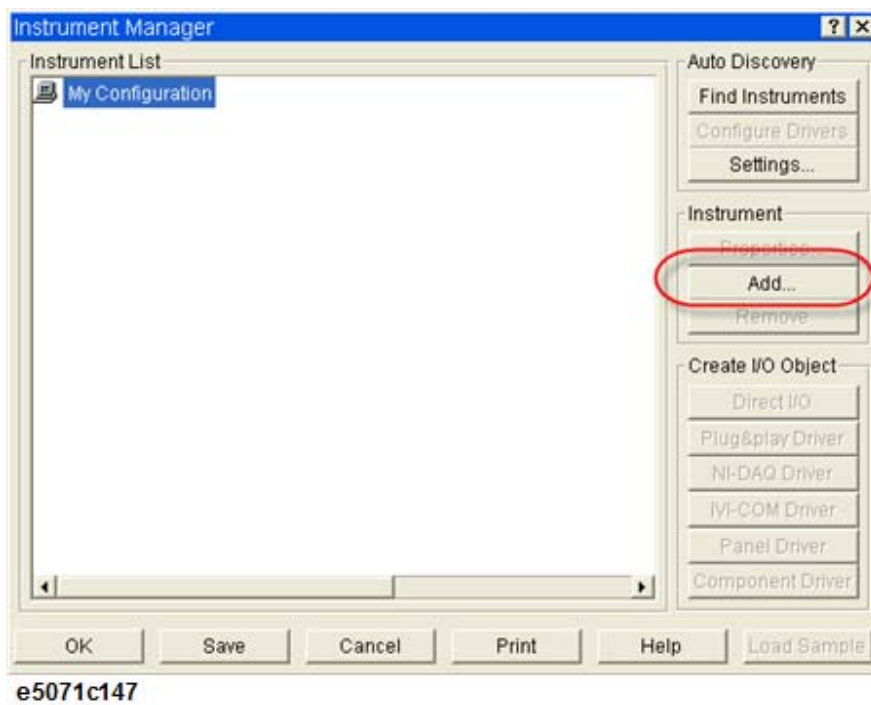 Instrument Manager
Instrument List
My Configuration
Auto Discovery
Find Instruments
Configure Drivers
Settings...
Instrument
Properties...
Add...
Remove
Create I/O Object
Direct I/O
Plug&play Driver
NI-DAQ Driver
IVI-COM Driver
Panel Driver
Component Driver
OK
Save
Cancel
Print
Help
Load Sample
e5071c147